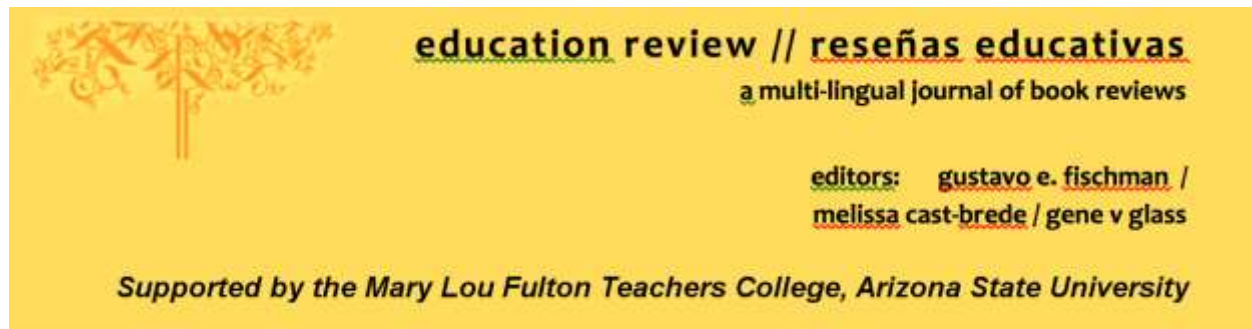 education review // reseñas educativas
a multi-lingual journal of book reviews
editors: gustavo e. fischman /
melissa cast-brede / gene v glass
Supported by the Mary Lou Fulton Teachers College, Arizona State University